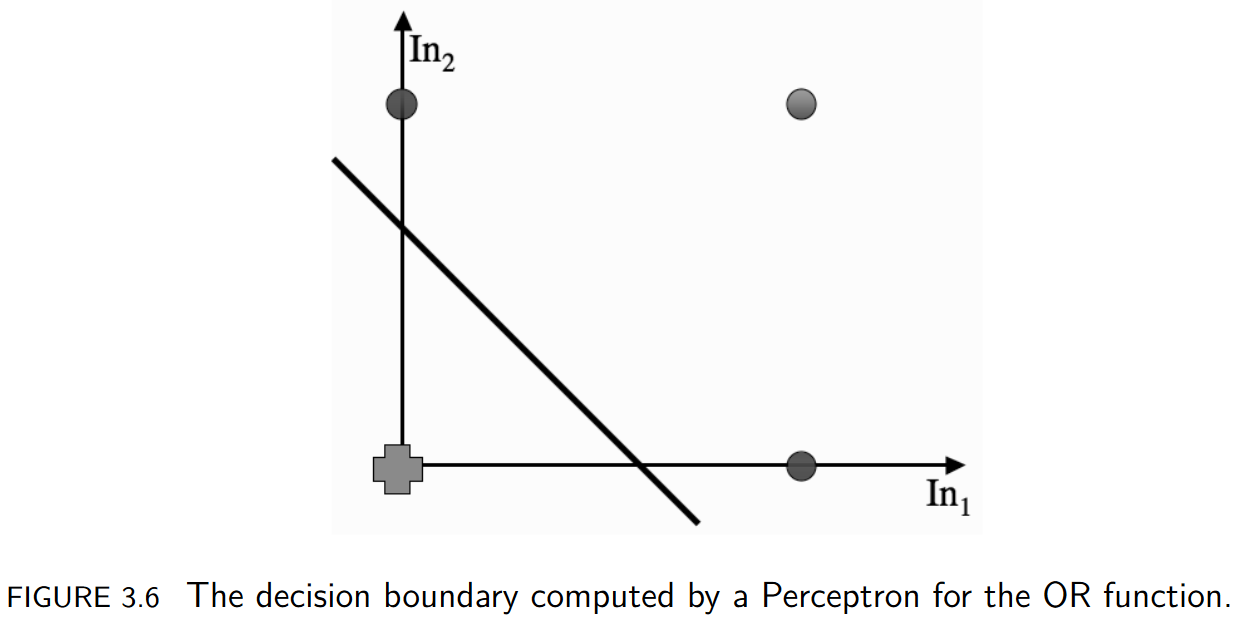 In₂
In₁
FIGURE 3.6 The decision boundary computed by a Perceptron for the OR function.